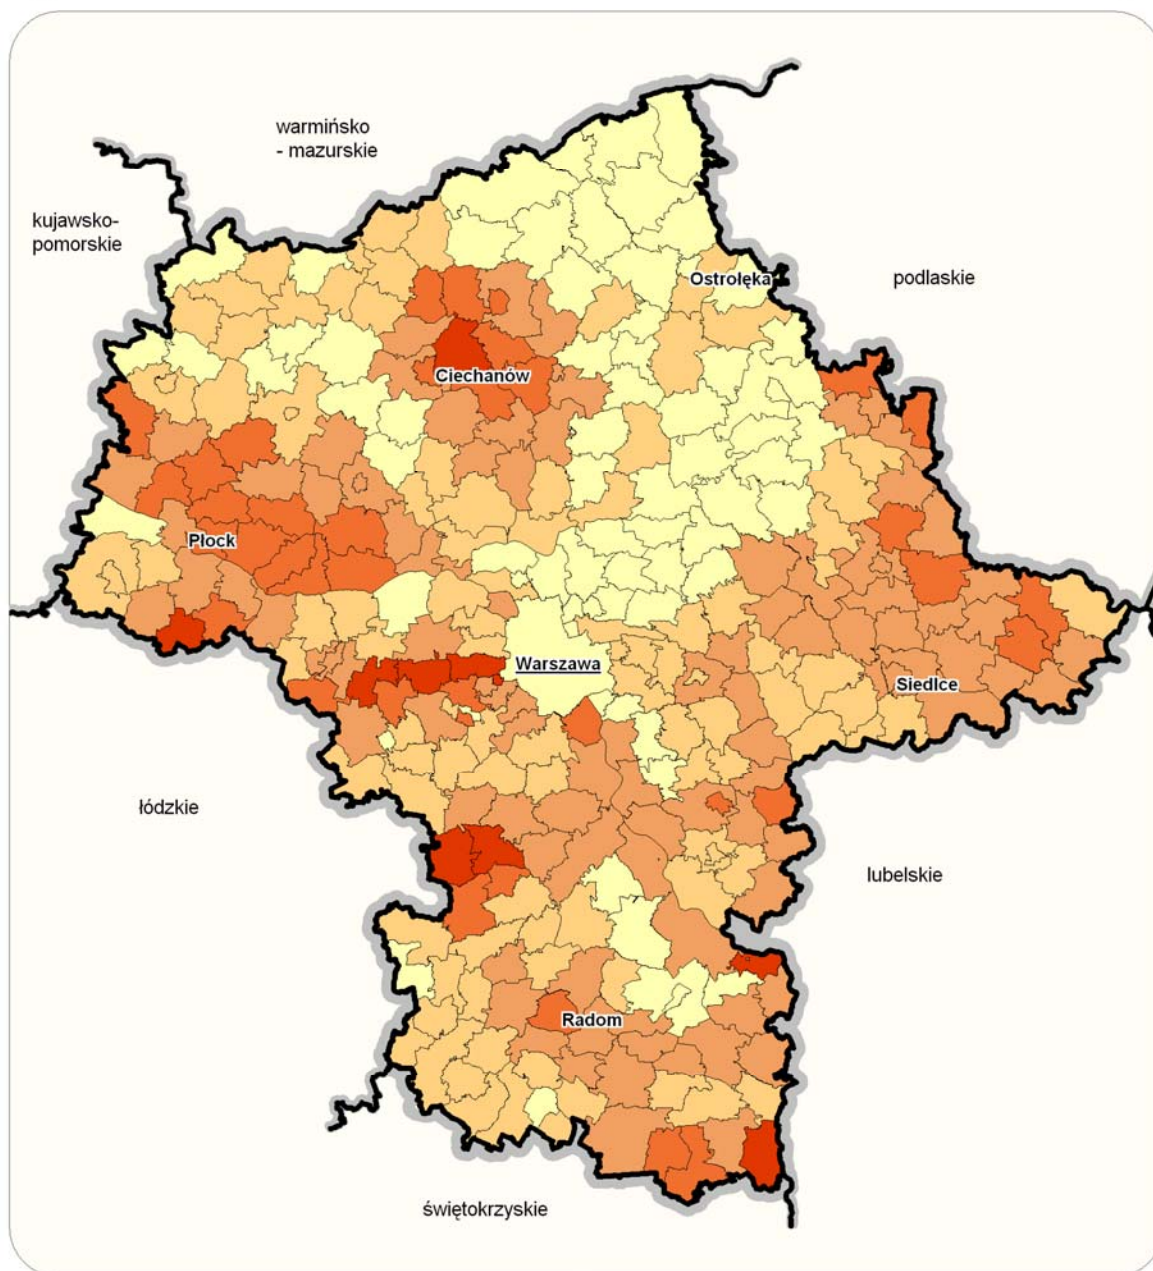 warmińsko
- mazurskie
kujawsko-
pomorskie
podlaskie
Ostrołęka
Ciechanów
Płock
Warszawa
Siedlce
łódzkie
lubelskie
Radom
świętokrzyskie